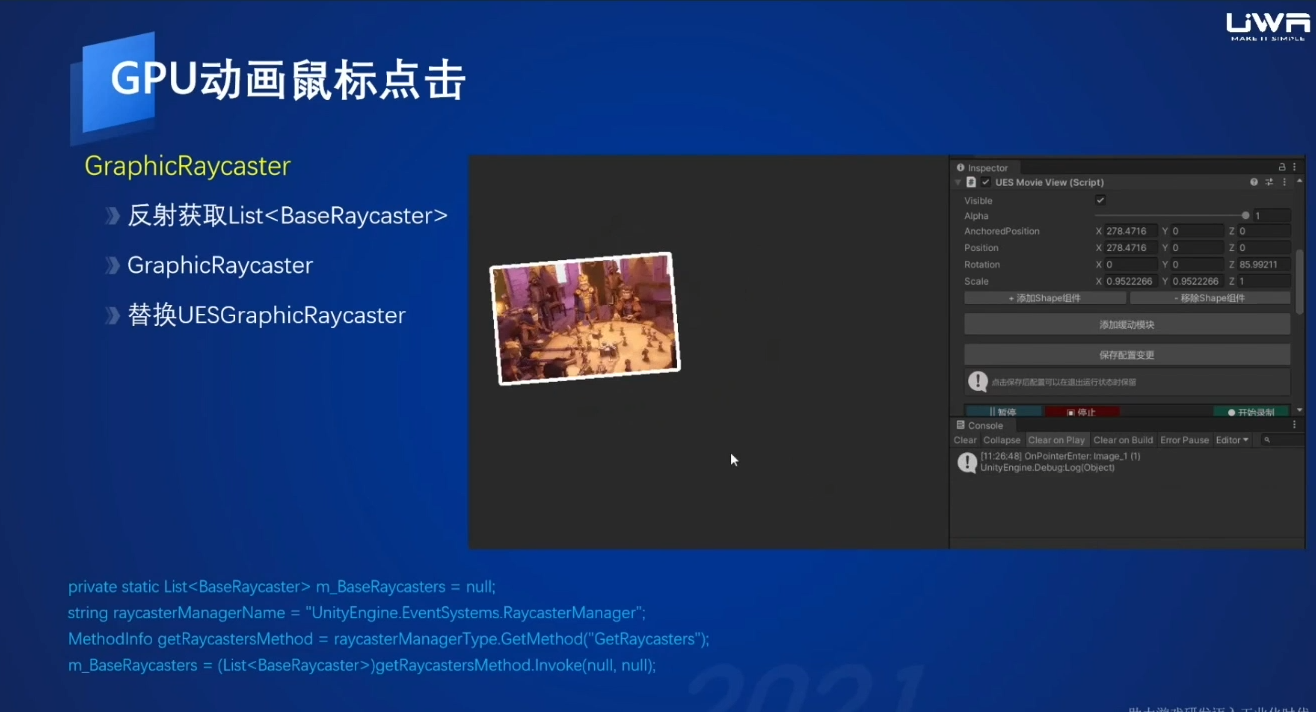 UWA
MAKE IT SIMPLE
GPU动画鼠标点击
GraphicRaycaster
反射获取List<BaseRaycaster>
GraphicRaycaster
替换UESGraphicRaycaster
Inspector
UES Movie View (Script)
Visible
Alpha 1
AnchoredPosition X 278.4716 Y 0 Z 0
Position X 278.4716 Y 0 Z 0
Rotation X 0 Y 0 Z 85.99211
Scale X 0.9522266 Y 0.9522266 Z 1
+ 添加Shape组件 - 移除Shape组件
添加缓动模块
保存配置变更
点击保存后配置可以在退出运行状态时保留
暂停 停止 开始录制
Console
Clear Collapse Clear on Play Clear on Build Error Pause Editor
[11:26:48] OnPointerEnter: Image_1 (1)
UnityEngine.Debug:Log(Object)
private static List<BaseRaycaster> m_BaseRaycasters = null;
string raycasterManagerName = "UnityEngine.EventSystems.RaycasterManager";
MethodInfo getRaycastersMethod = raycasterManagerType.GetMethod("GetRaycasters");
m_BaseRaycasters = (List<BaseRaycaster>)getRaycastersMethod.Invoke(null, null);
2021